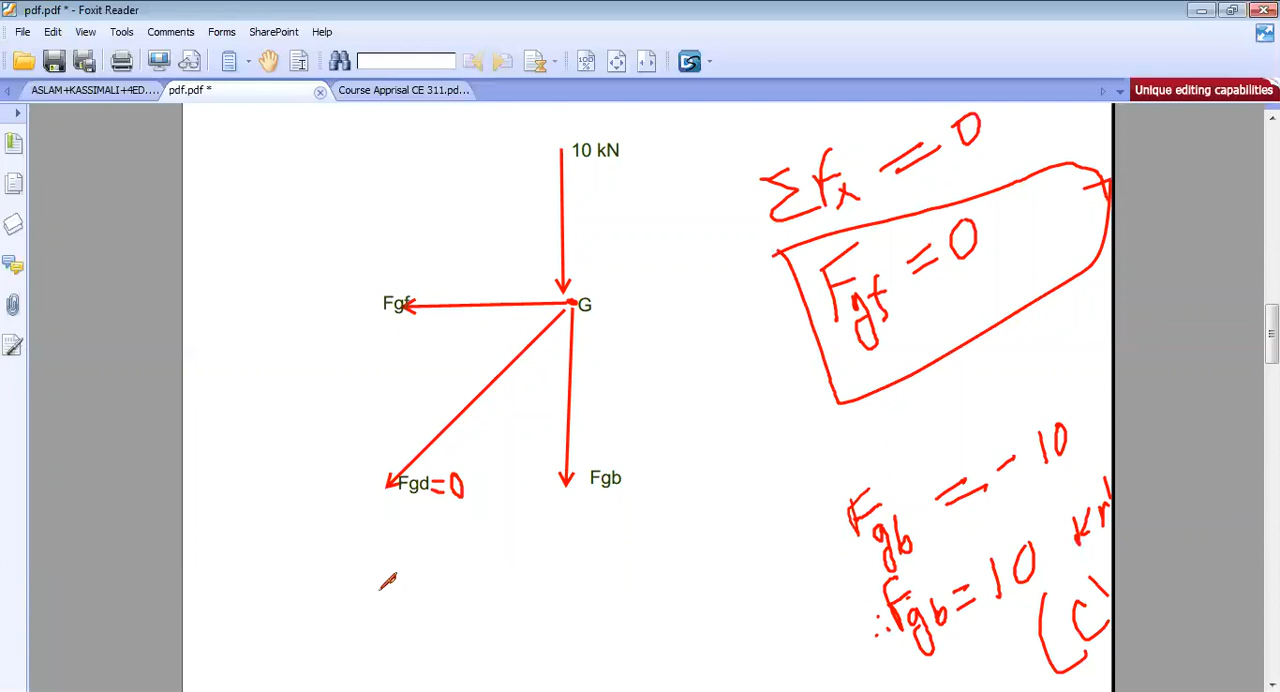 pdf.pdf * - Foxit Reader
File Edit View Tools Comments Forms SharePoint Help
ASLAM+KASSIMALI+4ED.... pdf.pdf * Course Apprisal CE 311.pd... Unique editing capabilities
10 kN
Σfx = 0
Fgf = 0
Fgf
G
Fgd = 0
Fgb
Fgb = -10
∴ Fgb = 10